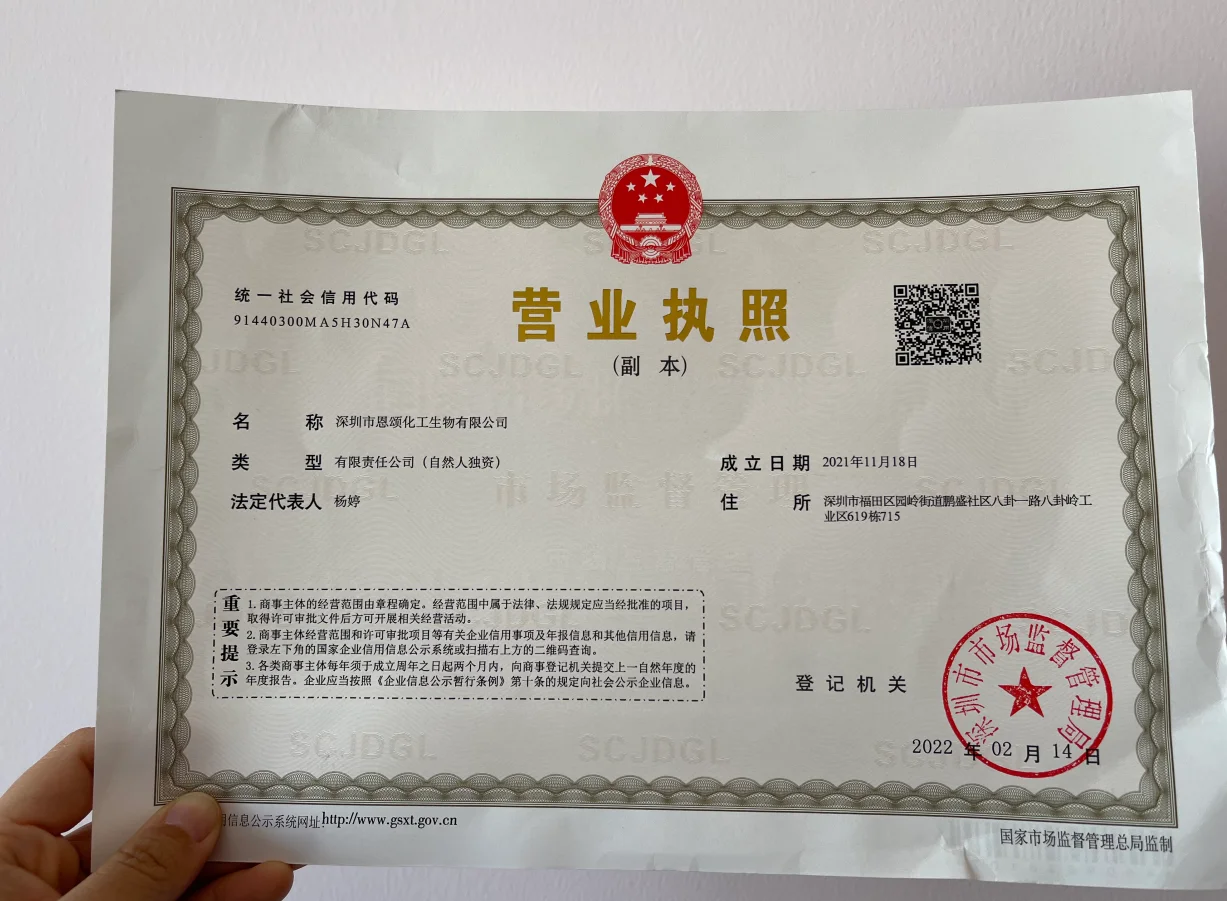 统一社会信用代码
91440300MA5H30N47A
营业执照
(副 本)
名 称 深圳市恩颂化工生物有限公司
类 型 有限责任公司（自然人独资）
法定代表人 杨婷
成立日期 2021年11月18日
住 所 深圳市福田区园岭街道鹏盛社区八卦一路八卦岭工
业区619栋715
重要提示
1. 商事主体的经营范围由章程确定。经营范围中属于法律、法规规定应当经批准的项目，
取得许可审批文件后方可开展相关经营活动。
2. 商事主体经营范围和许可审批项目等有关企业信用事项及年报信息和其他信用信息，请
登录左下角的国家企业信用信息公示系统或扫描右上方的二维码查询。
3. 各类商事主体每年须于成立周年之日起两个月内，向商事登记机关提交上一自然年度的
年度报告。企业应当按照《企业信息公示暂行条例》第十条的规定向社会公示企业信息。
登记机关
深圳市市场监督管理局
2022 年 02 月 14 日
信息公示系统网址:http://www.gsxt.gov.cn
国家市场监督管理总局监制
SCJDGL
市场监督管理